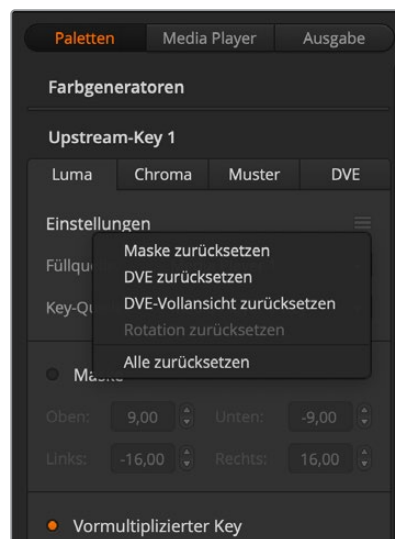 Paletten Media Player Ausgabe
Farbgeneratoren
Upstream-Key 1
Luma Chroma Muster DVE
Einstellungen
Maske zurücksetzen
DVE zurücksetzen
DVE-Vollansicht zurücksetzen
Rotation zurücksetzen
Alle zurücksetzen
Oben: 9,00 Unten: -9,00
Links: -16,00 Rechts: 16,00
Vormultiplizierter Key